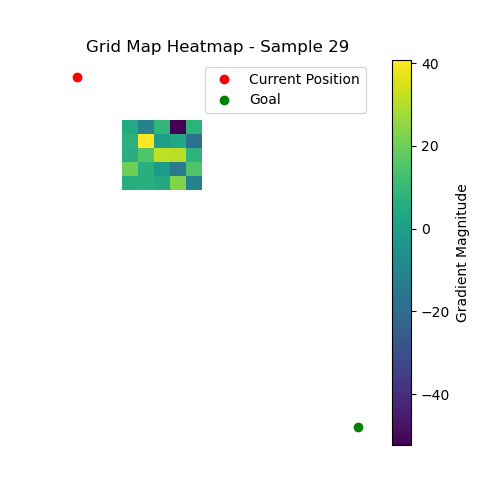 Grid Map Heatmap - Sample 29
Current Position
Goal
40
20
0
−20
−40
Gradient Magnitude